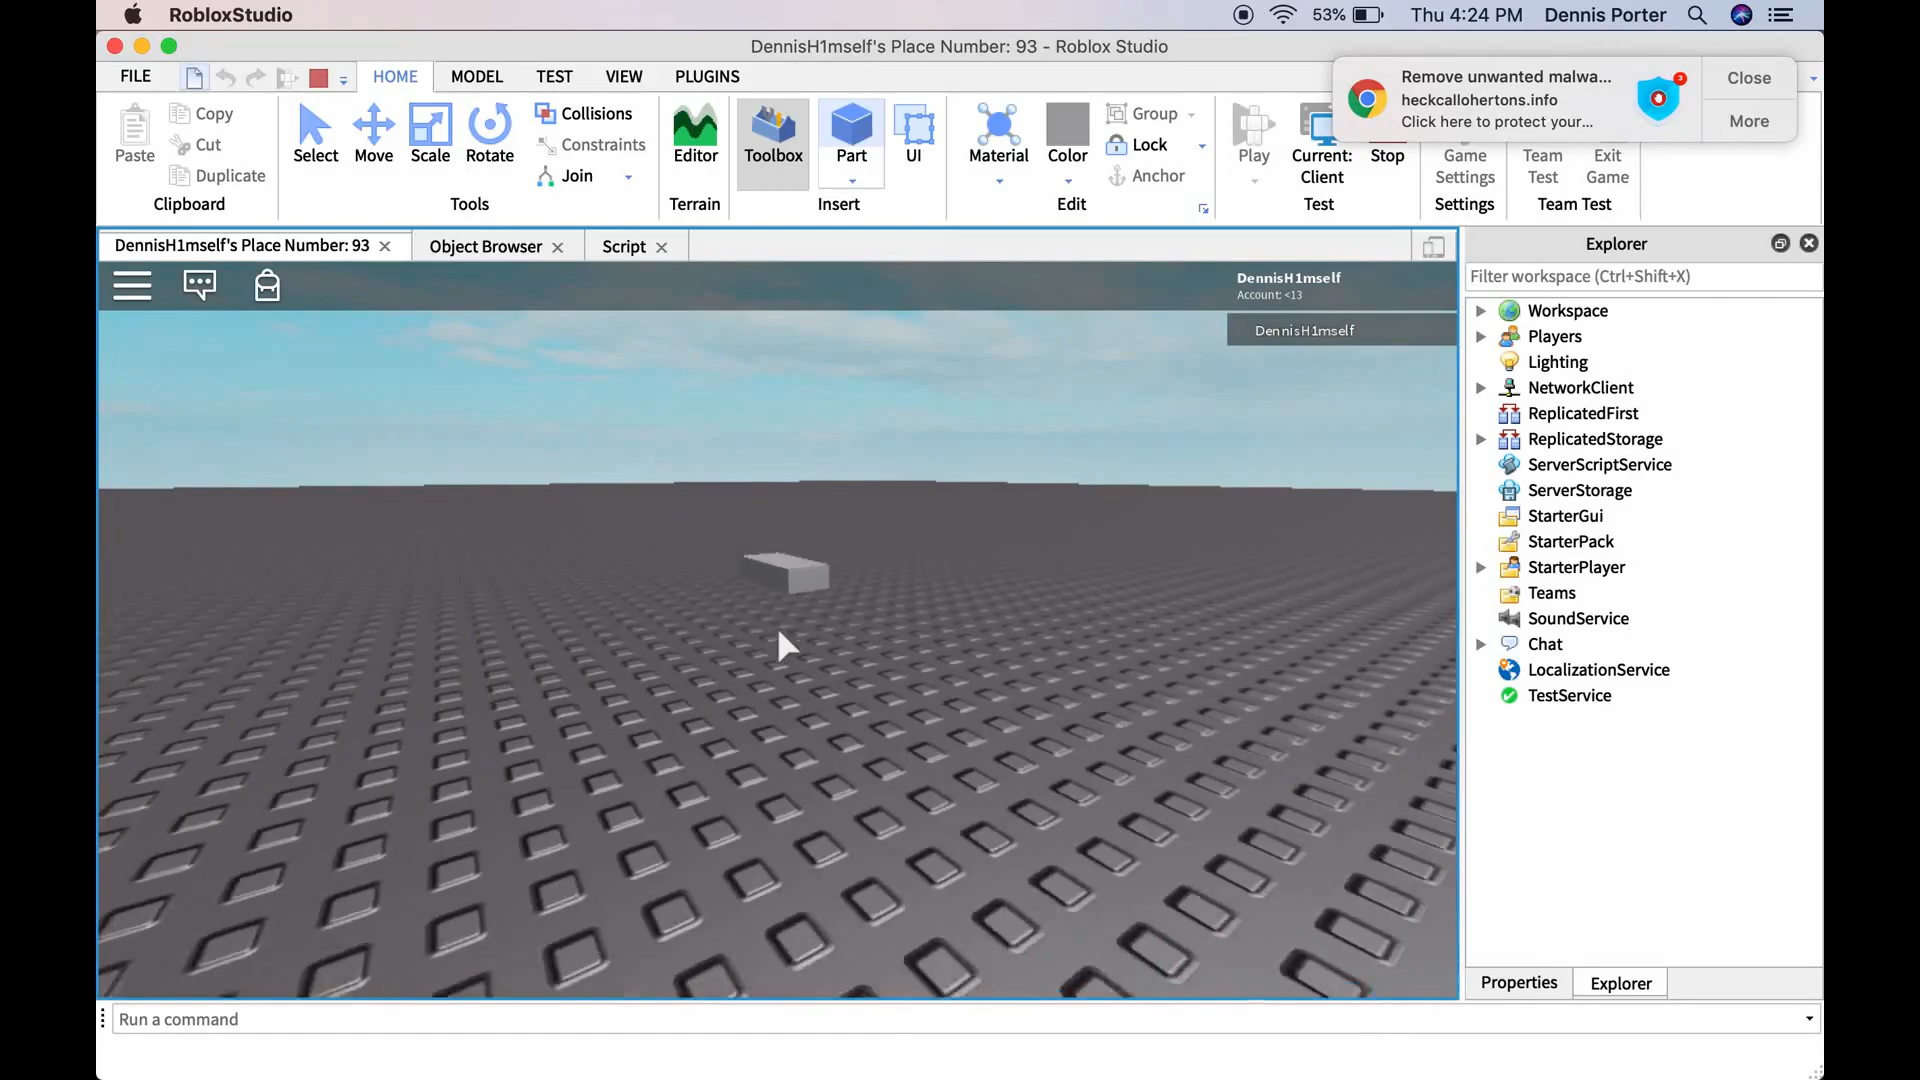 RobloxStudio
53%
Thu 4:24 PM
Dennis Porter
DennisH1mself's Place Number: 93 - Roblox Studio
FILE
HOME
MODEL
TEST
VIEW
PLUGINS
Remove unwanted malwa...
heckcallohertons.info
Click here to protect your...
3
Close
More
Paste
Copy
Cut
Duplicate
Clipboard
Select
Move
Scale
Rotate
Collisions
Constraints
Join
Tools
Editor
Terrain
Toolbox
Part
UI
Insert
Material
Color
Group
Lock
Anchor
Edit
Play
Current:
Client
Stop
Test
Game
Settings
Settings
Team
Test
Exit
Game
Team Test
DennisH1mself's Place Number: 93
Object Browser
Script
DennisH1mself
Account: <13
DennisH1mself
Explorer
Filter workspace (Ctrl+Shift+X)
Workspace
Players
Lighting
NetworkClient
ReplicatedFirst
ReplicatedStorage
ServerScriptService
ServerStorage
StarterGui
StarterPack
StarterPlayer
Teams
SoundService
Chat
LocalizationService
TestService
Properties
Explorer
Run a command